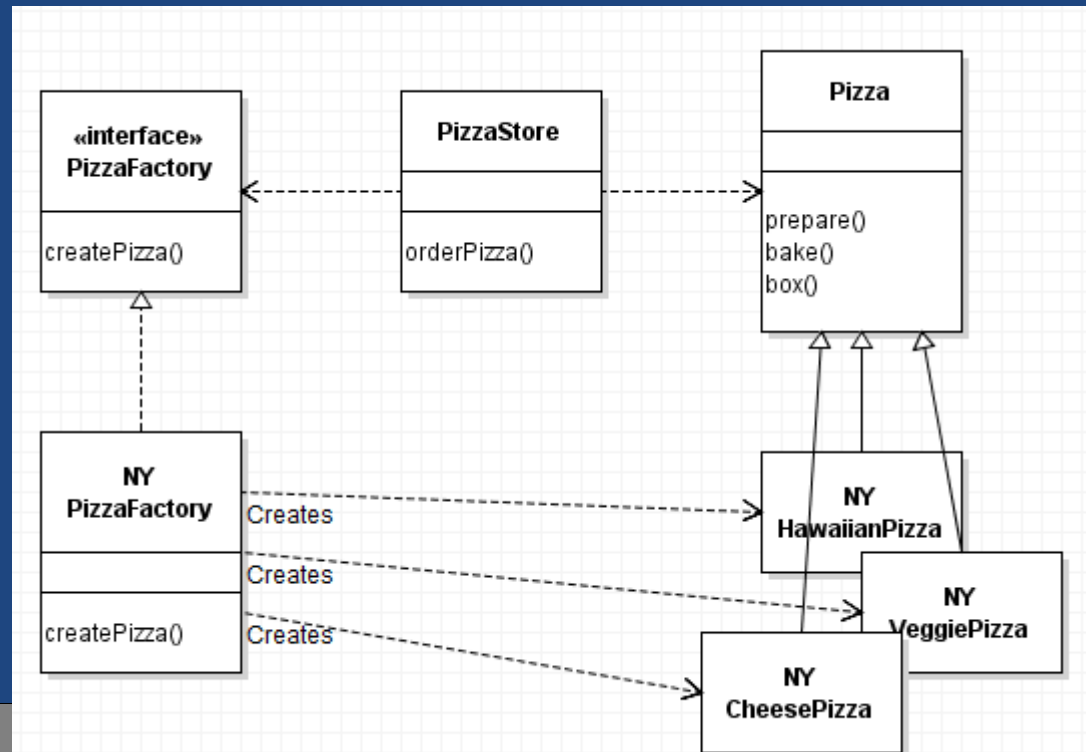 «interface»
PizzaFactory
createPizza()
PizzaStore
orderPizza()
Pizza
prepare()
bake()
box()
NY
PizzaFactory
createPizza()
Creates
Creates
Creates
NY
HawaiianPizza
NY
VeggiePizza
NY
CheesePizza